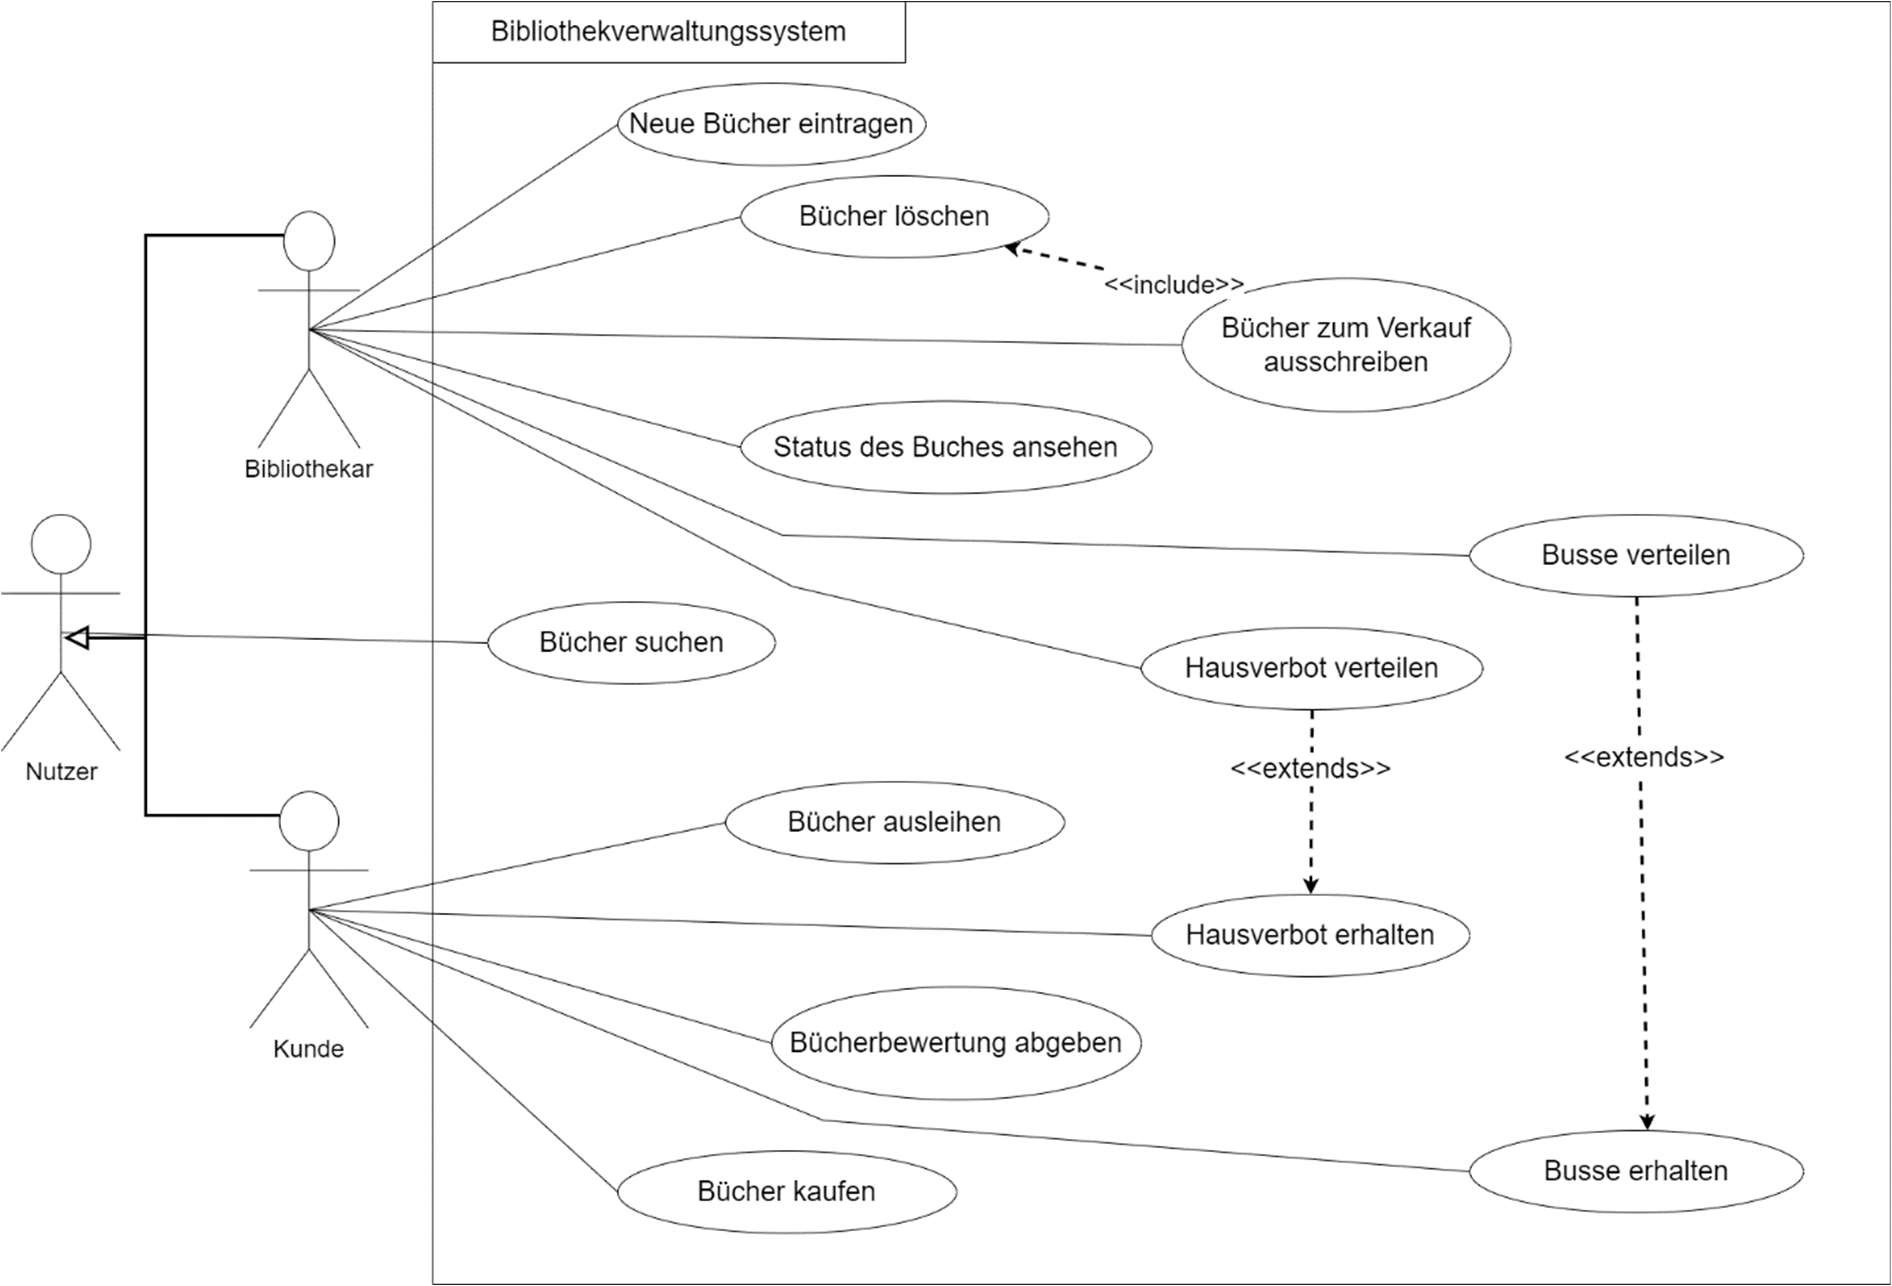 Bibliothekverwaltungssystem
Neue Bücher eintragen
Bücher löschen
<<include>>
Bücher zum Verkauf
ausschreiben
Status des Buches ansehen
Bibliothekar
Busse verteilen
Bücher suchen
Hausverbot verteilen
Nutzer
<<extends>>
<<extends>>
Bücher ausleihen
Hausverbot erhalten
Kunde
Bücherbewertung abgeben
Busse erhalten
Bücher kaufen